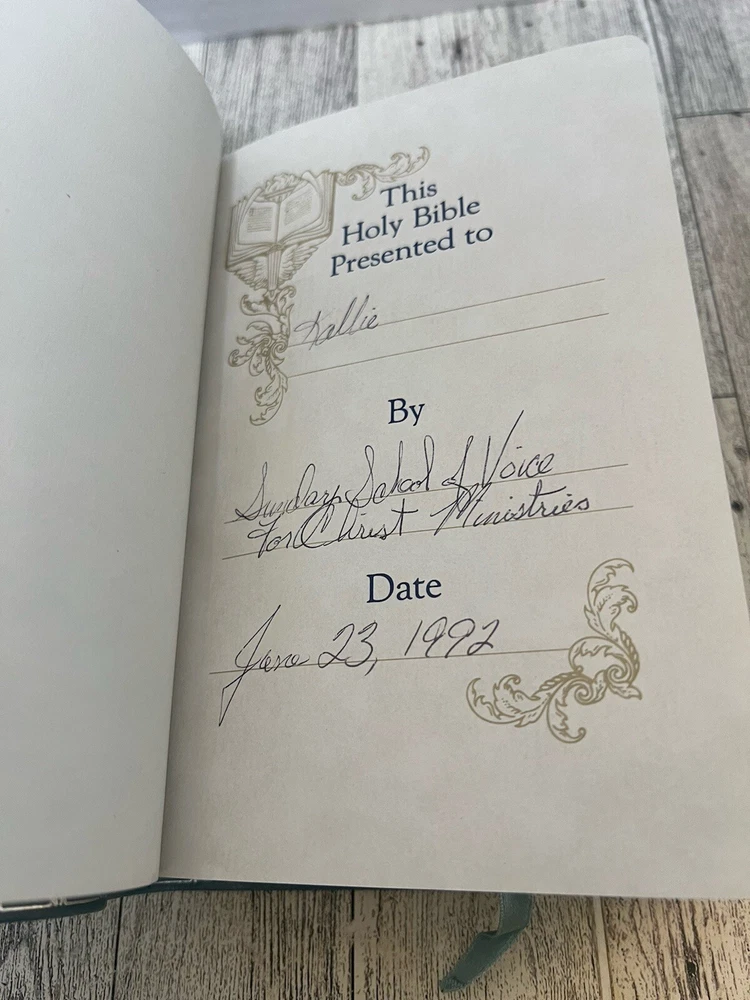 This
Holy Bible
Presented to
Kallie
By
Sunday School of Voice
For Christ Ministries
Date
June 23, 1992